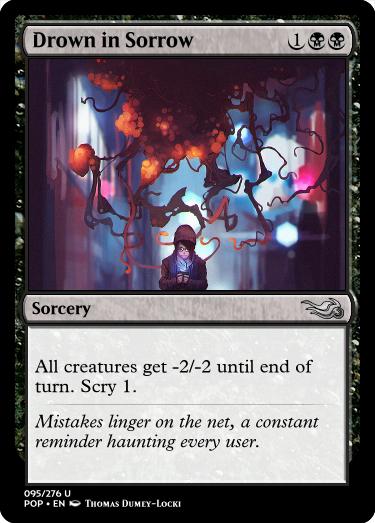 Drown in Sorrow 1
Sorcery
All creatures get -2/-2 until end of
turn. Scry 1.
Mistakes linger on the net, a constant
reminder haunting every user.
095/276 U
POP • EN Thomas Dumey-Locki